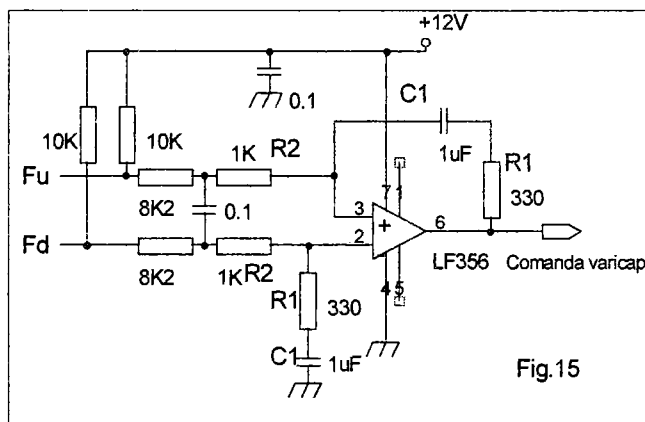 +12V
C1
0.1
10K
10K
1K
R2
1uF
R1
Fu
330
8K2
0.1
7
1
3
+
6
2
Fd
LF356
Comanda varicap
8K2
1K
R2
R1
330
4
5
C1
1uF
Fig.15